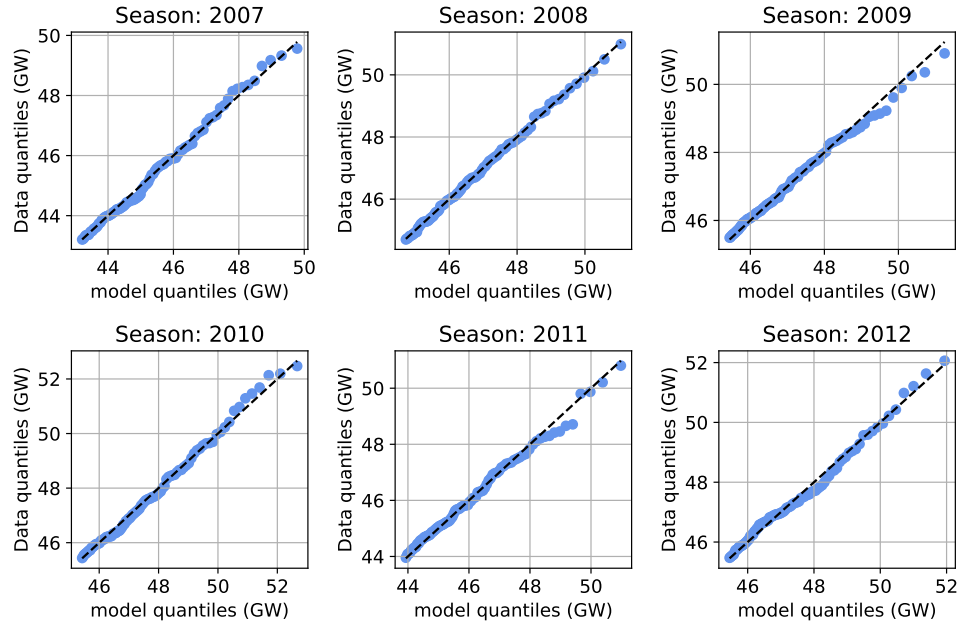 Season: 2007
Data quantiles (GW)
50
48
46
44
44 46 48 50
model quantiles (GW)
Season: 2008
Data quantiles (GW)
50
48
46
46 48 50
model quantiles (GW)
Season: 2009
Data quantiles (GW)
50
48
46
46 48 50
model quantiles (GW)
Season: 2010
Data quantiles (GW)
52
50
48
46
46 48 50 52
model quantiles (GW)
Season: 2011
Data quantiles (GW)
50
48
46
44
44 46 48 50
model quantiles (GW)
Season: 2012
Data quantiles (GW)
52
50
48
46
46 48 50 52
model quantiles (GW)